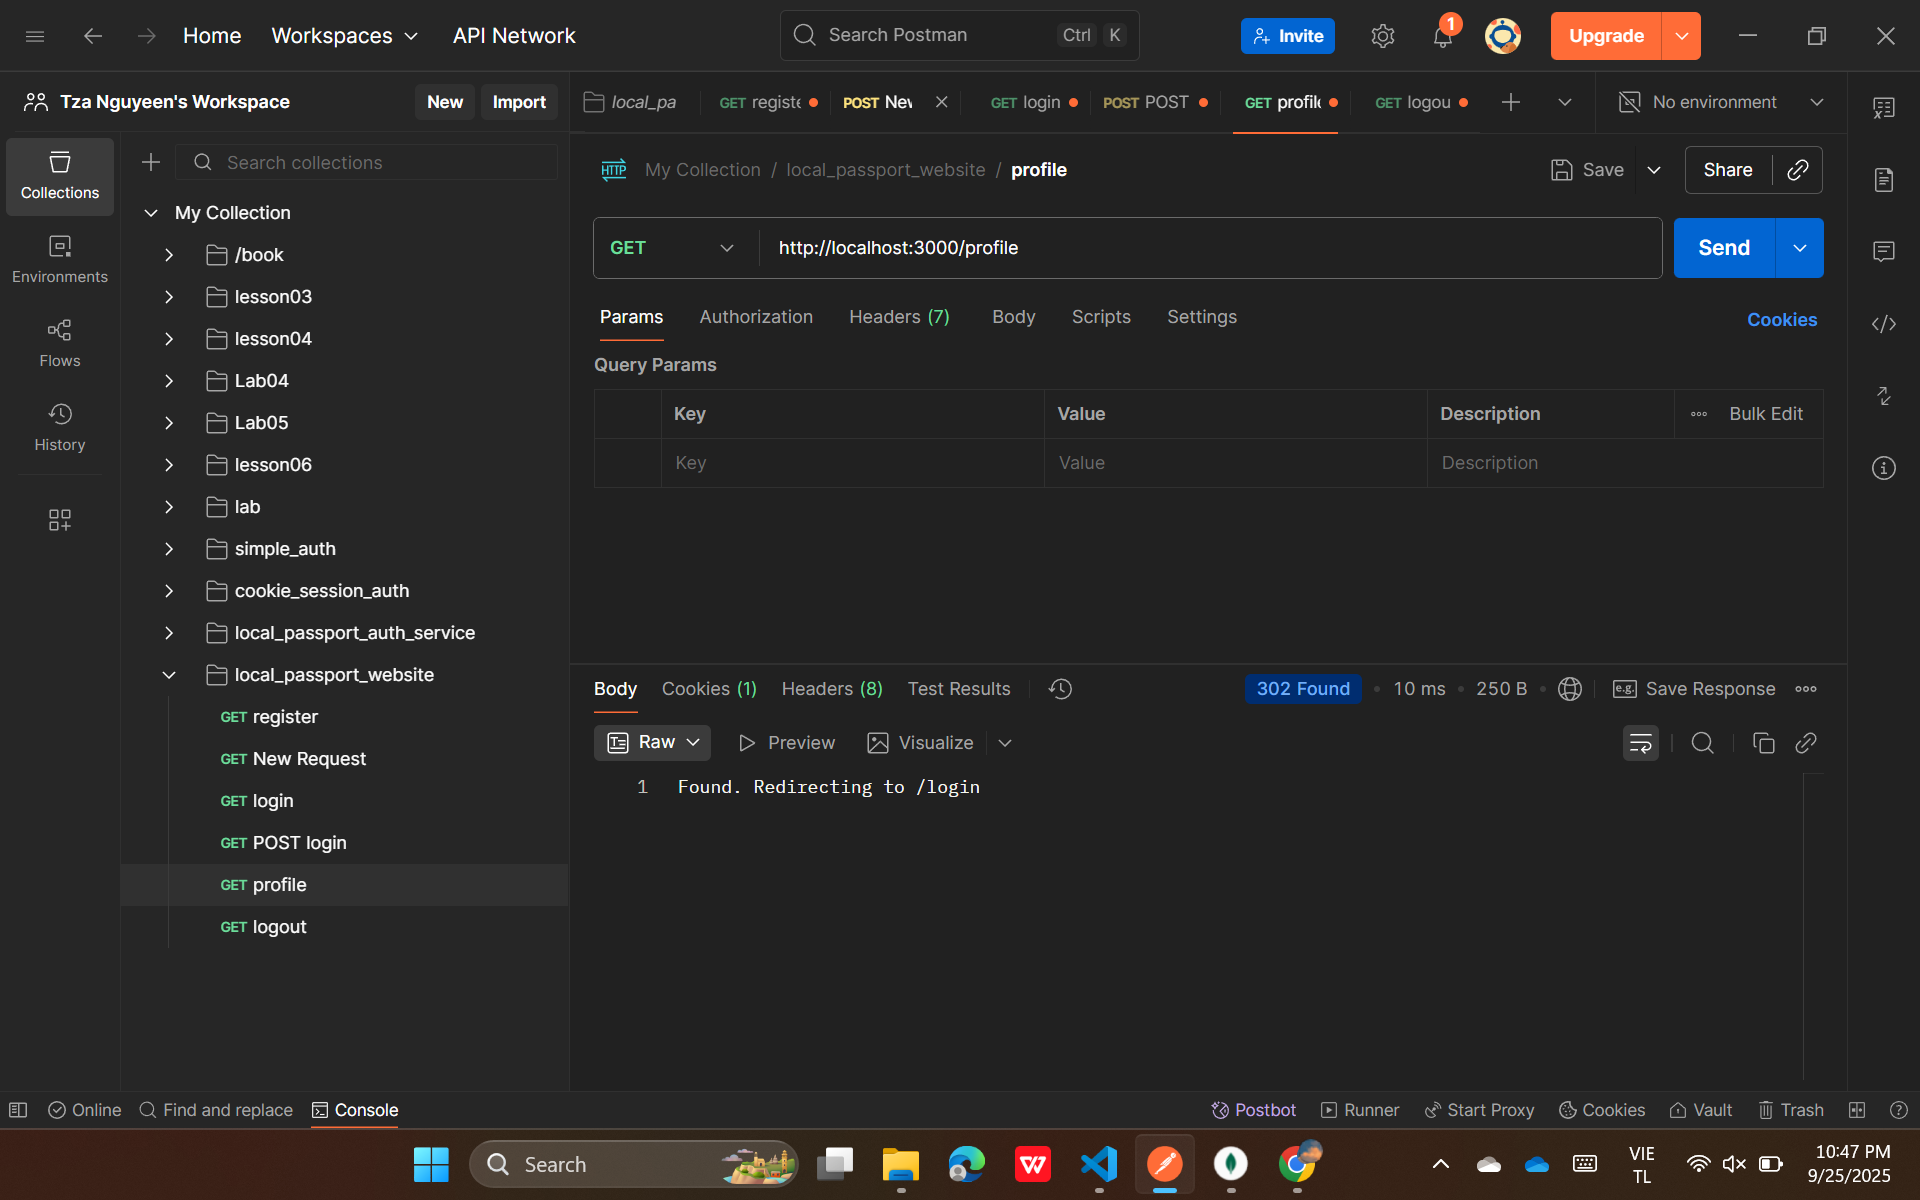 Home
Workspaces
API Network
Search Postman
Ctrl K
Invite
1
Upgrade
Tza Nguyeen's Workspace
New
Import
local_pa
GET registe
POST Nev
GET login
POST POST
GET profile
GET logou
No environment
Collections
Environments
Flows
History
Search collections
My Collection
/book
lesson03
lesson04
Lab04
Lab05
lesson06
lab
simple_auth
cookie_session_auth
local_passport_auth_service
local_passport_website
GET register
GET New Request
GET login
GET POST login
GET profile
GET logout
HTTP
My Collection / local_passport_website / profile
Save
Share
GET
http://localhost:3000/profile
Send
Params
Authorization
Headers (7)
Body
Scripts
Settings
Cookies
Query Params
Key
Value
Description
Bulk Edit
Key
Value
Description
Body
Cookies (1)
Headers (8)
Test Results
302 Found
10 ms
250 B
e.g.
Save Response
Raw
Preview
Visualize
1 Found. Redirecting to /login
Online
Find and replace
Console
Postbot
Runner
Start Proxy
Cookies
Vault
Trash
Search
W
VIE
TL
10:47 PM
9/25/2025